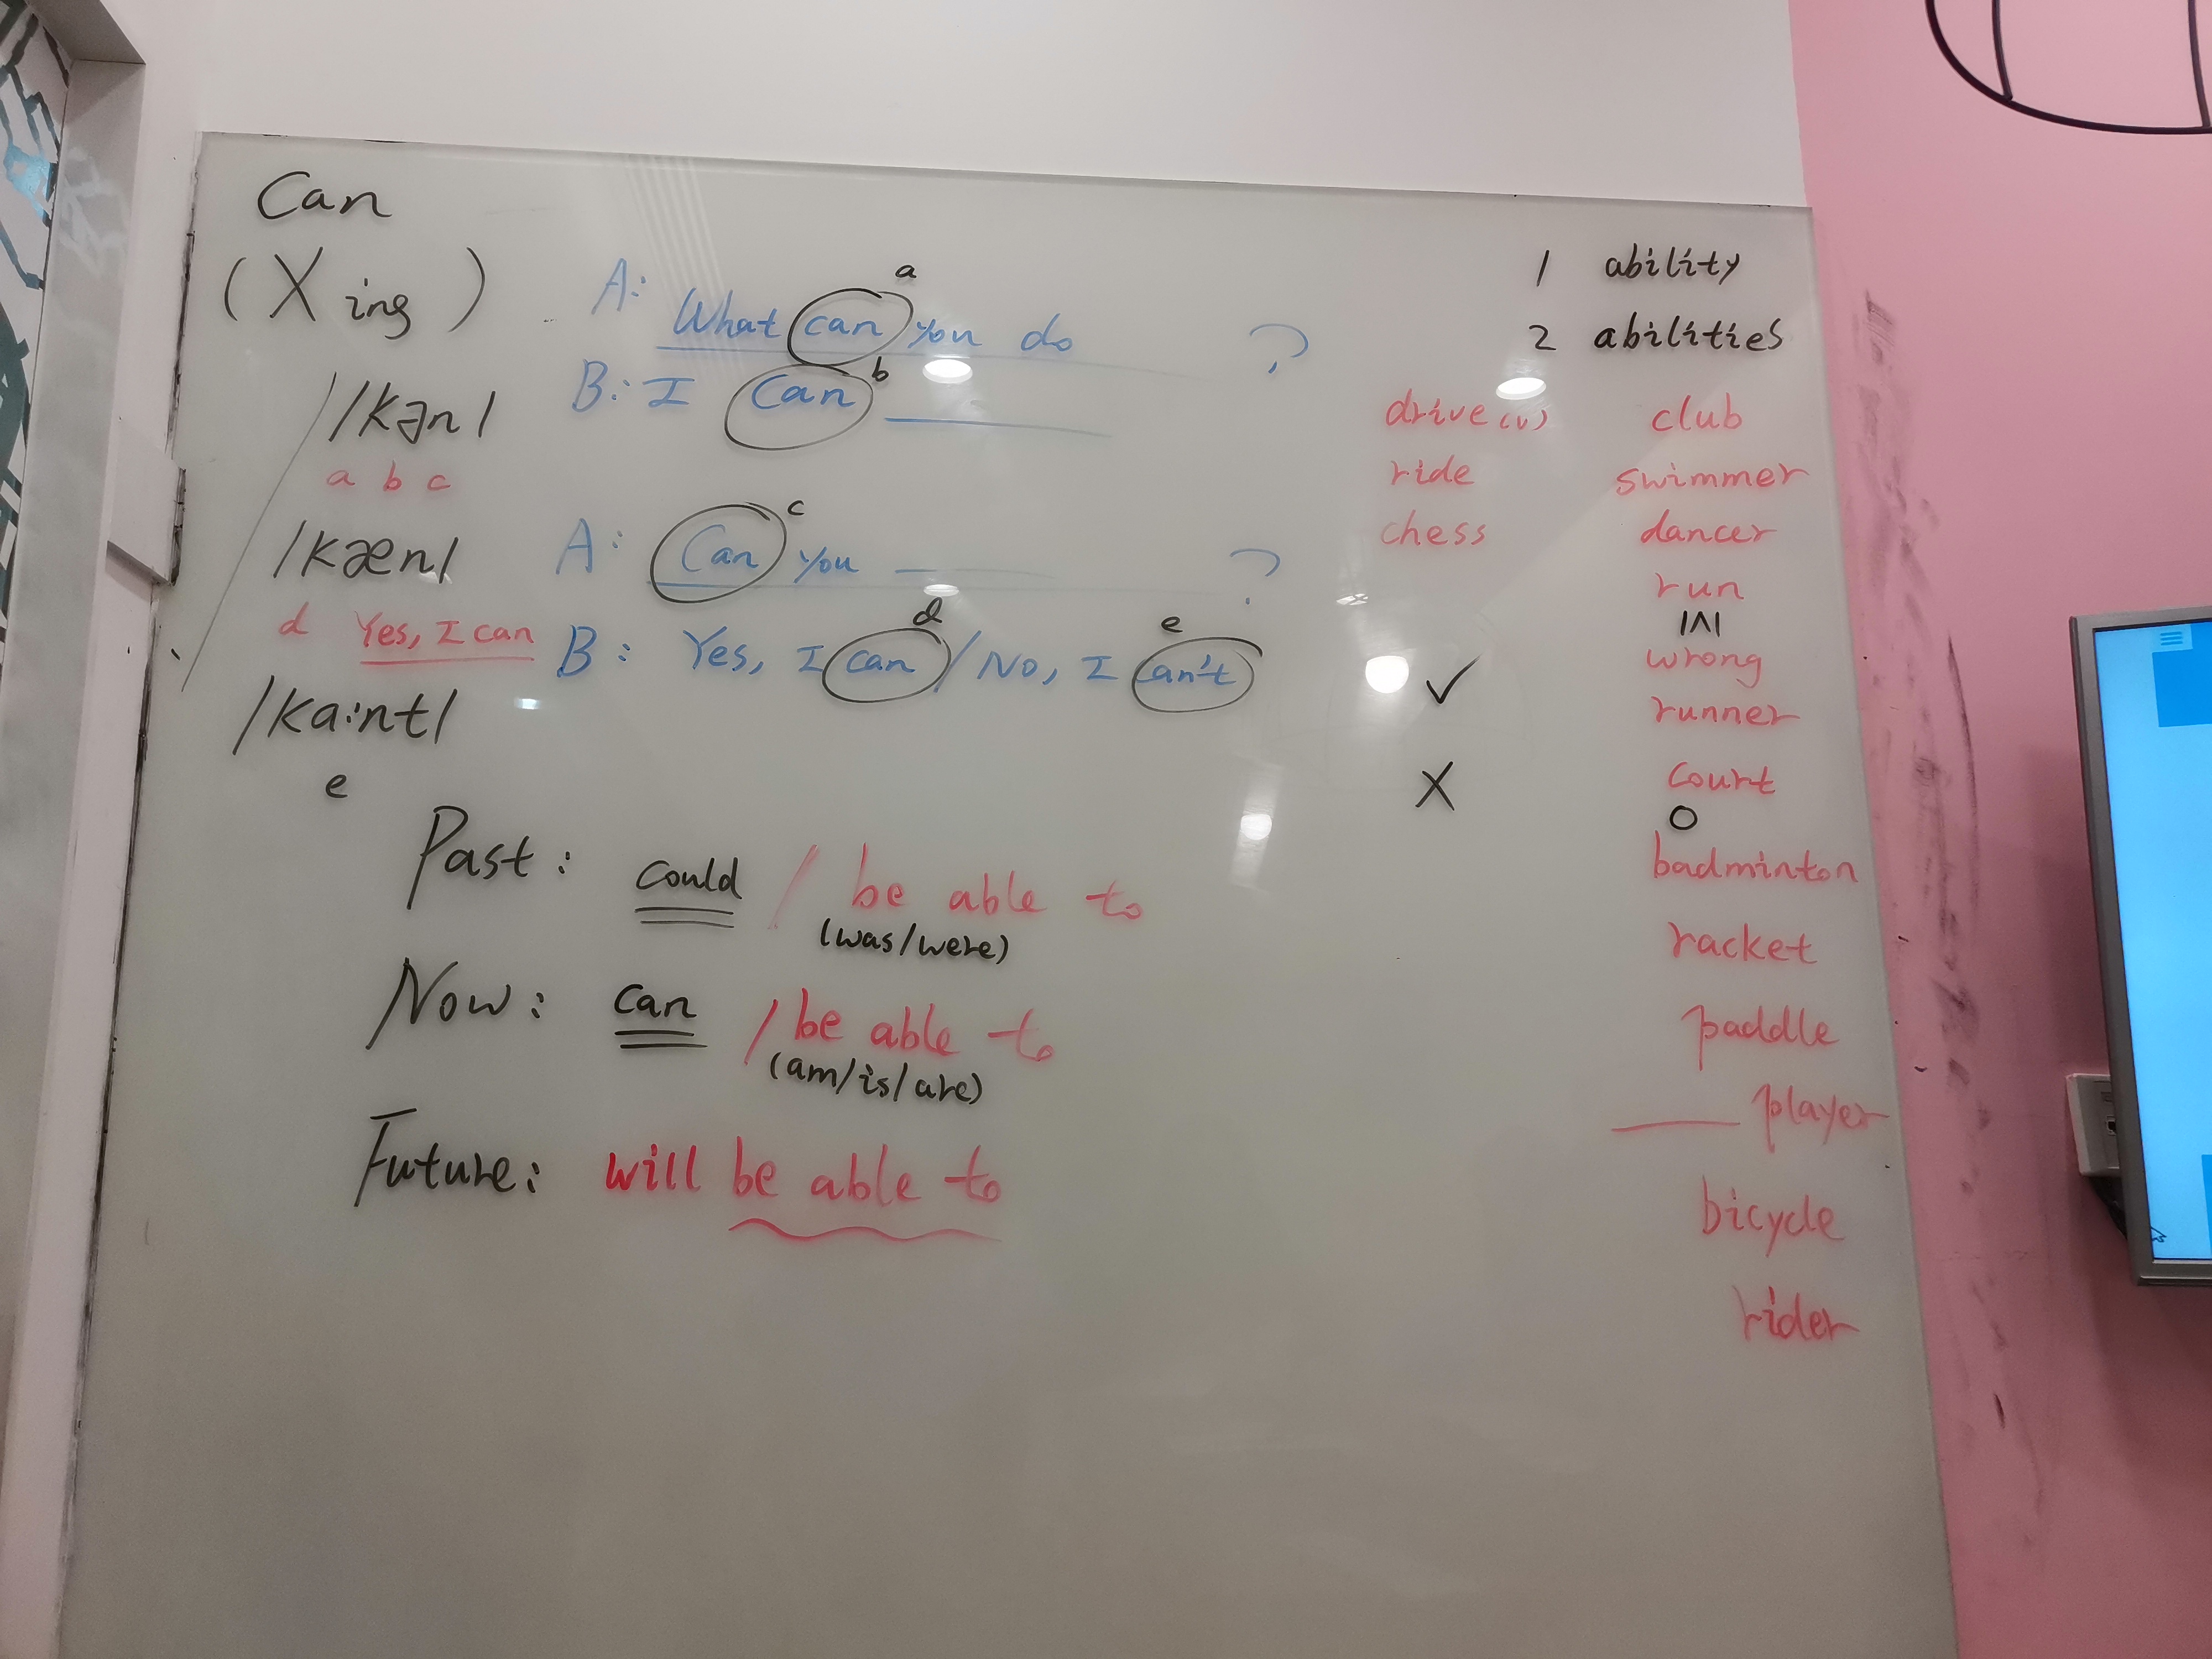 Can
(X ing)
/kən/
a b c
/kæn/
d Yes, I can
/ka:nt/
e
a
A: What can you do ?
b
B: I Can
c
A: Can you ?
d e
B: Yes, I can / No, I can't
Past: could / be able to
(was/were)
Now: can / be able to
(am/is/are)
Future: will be able to
1 ability
2 abilities
drive (v)
ride
chess
✓
X
club
swimmer
dancer
run
/ʌ/
wrong
runner
court
o
badminton
racket
paddle
player
bicycle
rider